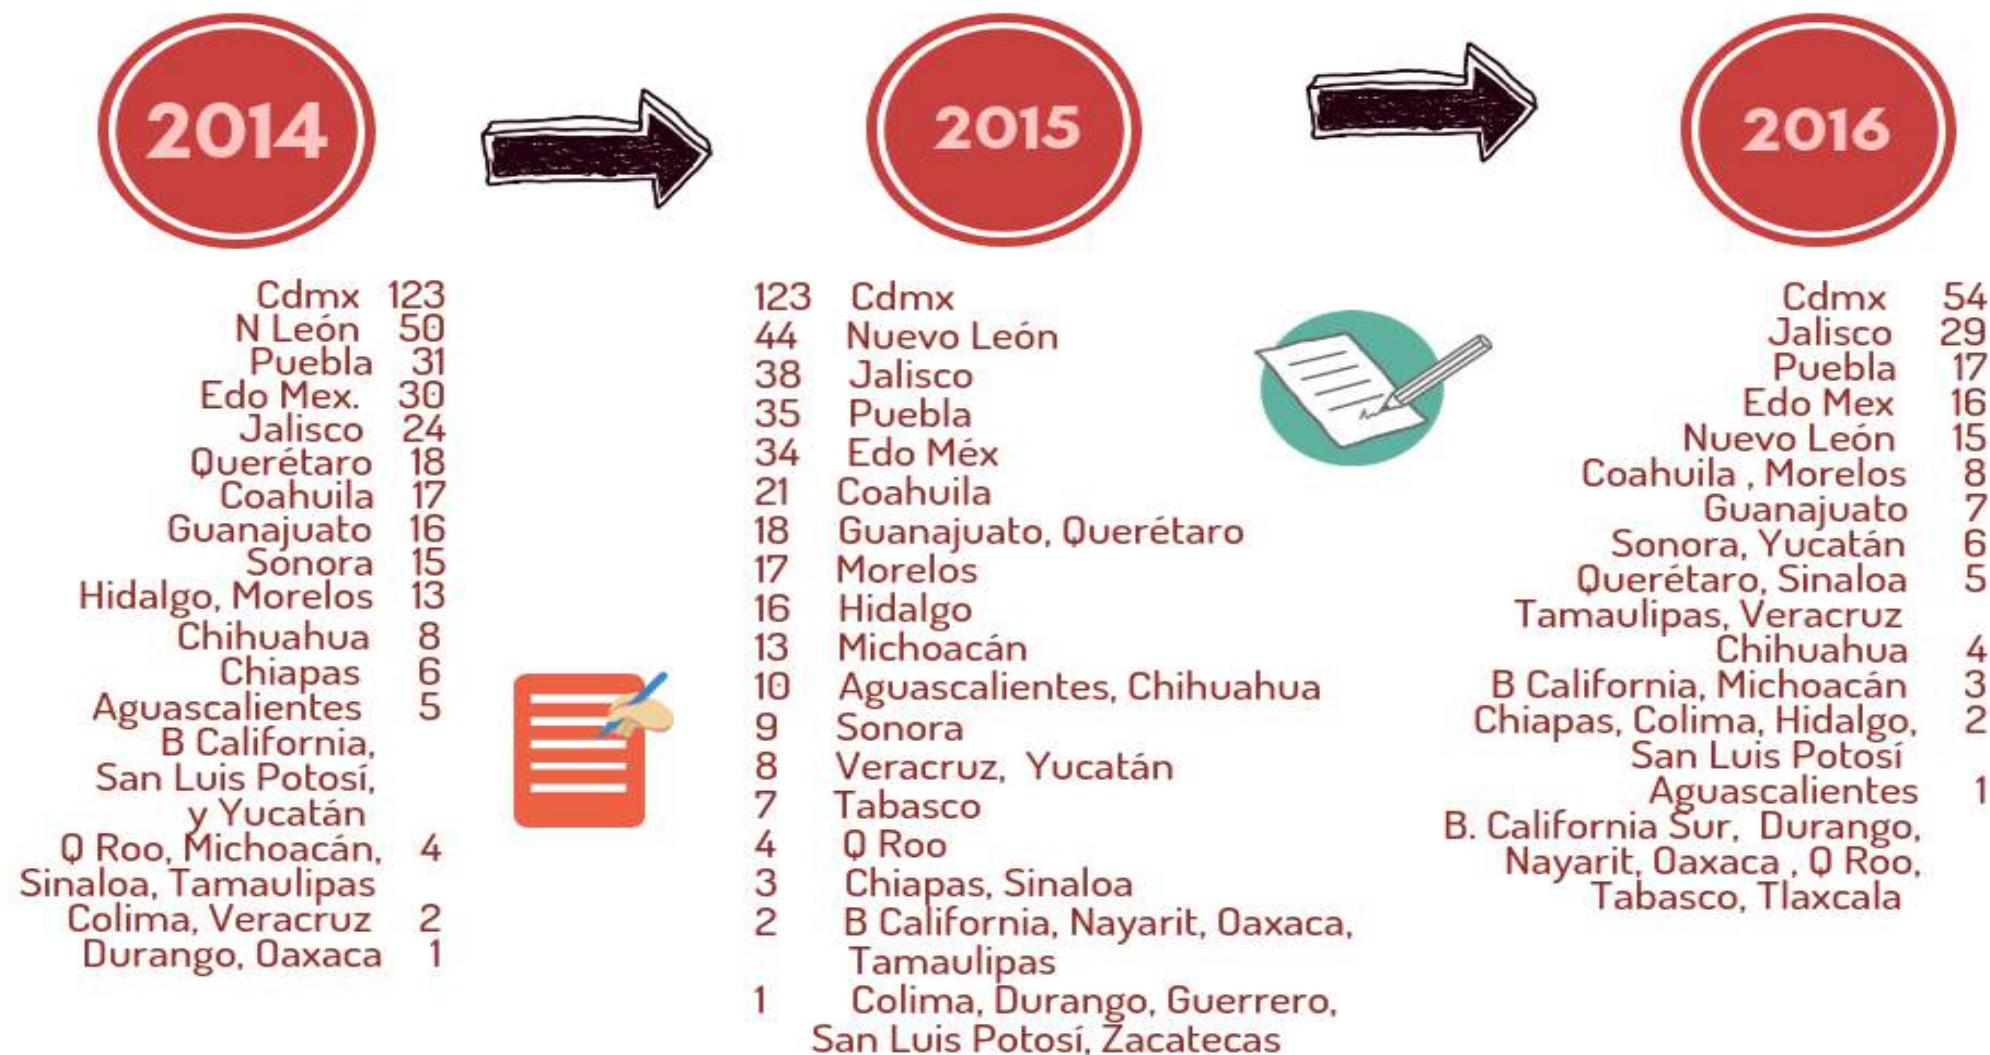 2014
Cdmx 123
N León 50
Puebla 31
Edo Mex. 30
Jalisco 24
Querétaro 18
Coahuila 17
Guanajuato 16
Sonora 15
Hidalgo, Morelos 13
Chihuahua 8
Chiapas 6
Aguascalientes 5
B California,
San Luis Potosí,
y Yucatán
Q Roo, Michoacán, 4
Sinaloa, Tamaulipas
Colima, Veracruz 2
Durango, Oaxaca 1
2015
123 Cdmx
44 Nuevo León
38 Jalisco
35 Puebla
34 Edo Méx
21 Coahuila
18 Guanajuato, Querétaro
17 Morelos
16 Hidalgo
13 Michoacán
10 Aguascalientes, Chihuahua
9 Sonora
8 Veracruz, Yucatán
7 Tabasco
4 Q Roo
3 Chiapas, Sinaloa
2 B California, Nayarit, Oaxaca,
Tamaulipas
1 Colima, Durango, Guerrero,
San Luis Potosí, Zacatecas
2016
Cdmx 54
Jalisco 29
Puebla 17
Edo Mex 16
Nuevo León 15
Coahuila , Morelos 8
Guanajuato 7
Sonora, Yucatán 6
Querétaro, Sinaloa 5
Tamaulipas, Veracruz
Chihuahua 4
B California, Michoacán 3
Chiapas, Colima, Hidalgo, 2
San Luis Potosí
Aguascalientes 1
B. California Sur, Durango,
Nayarit, Oaxaca , Q Roo,
Tabasco, Tlaxcala